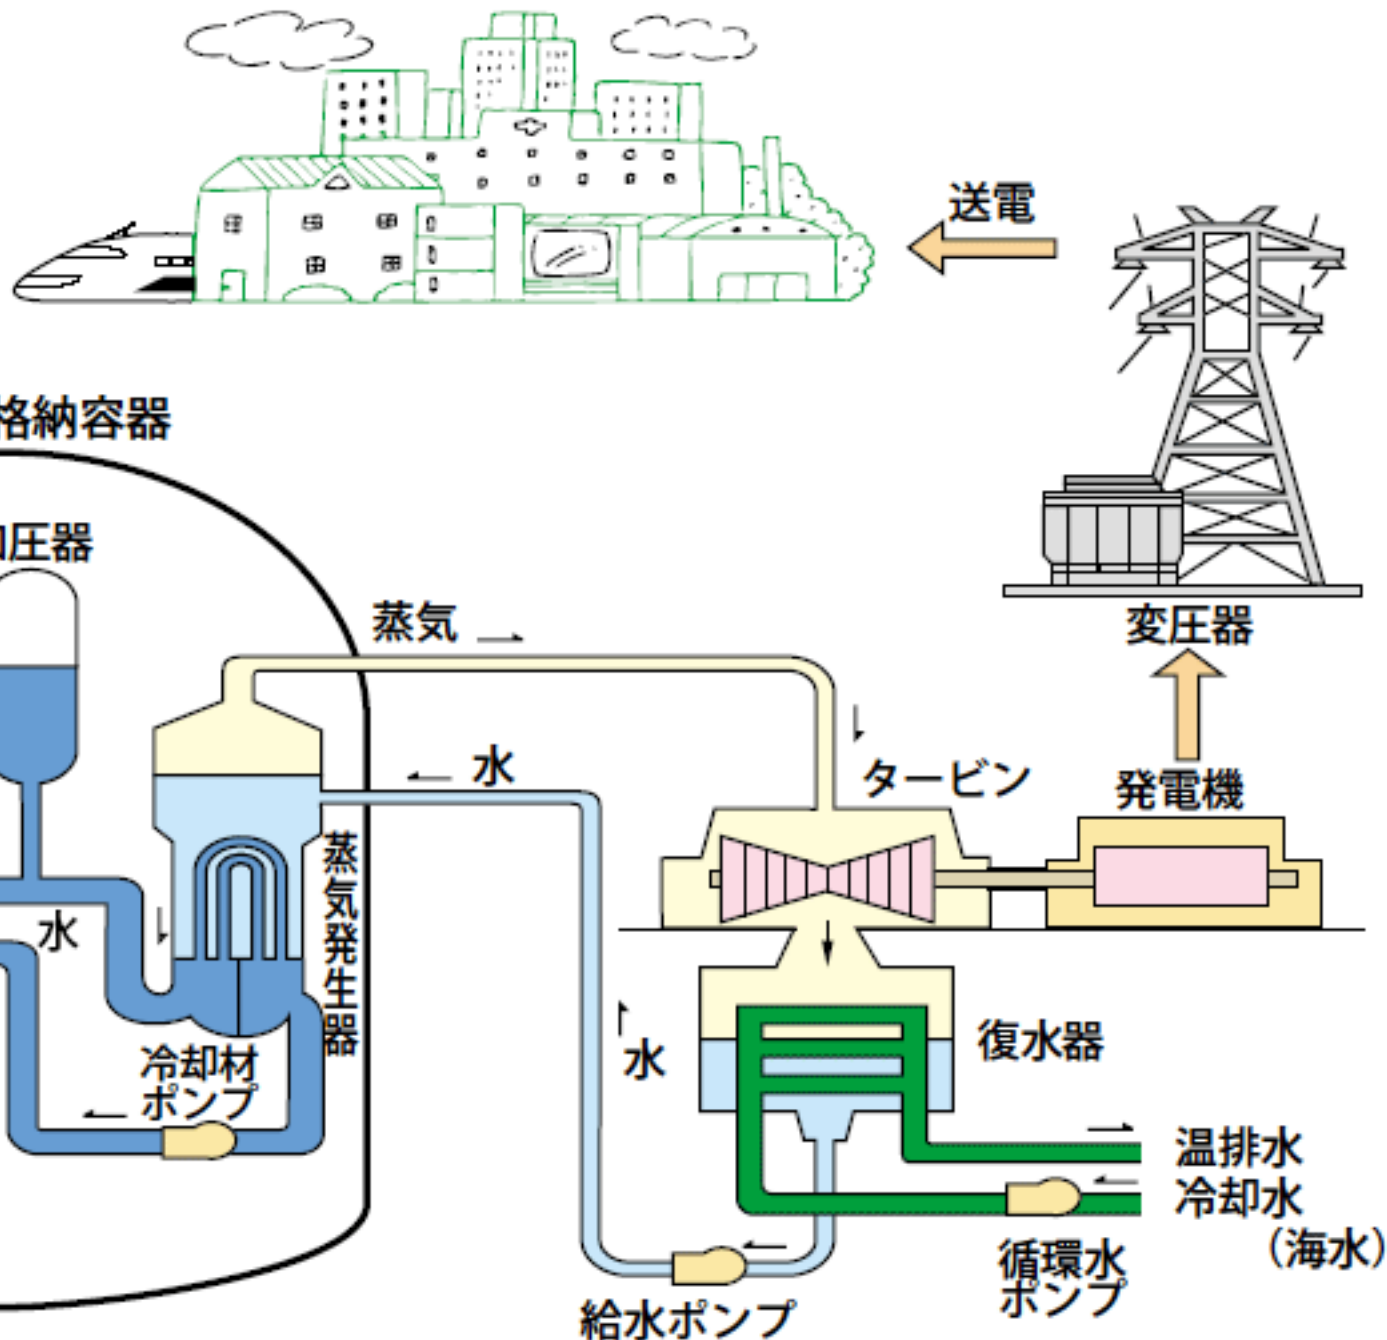 送電
格納容器
圧器
蒸気
変圧器
水
タービン
発電機
蒸気発生器
水
冷却材
ポンプ
水
復水器
温排水
冷却水
（海水）
循環水
ポンプ
給水ポンプ